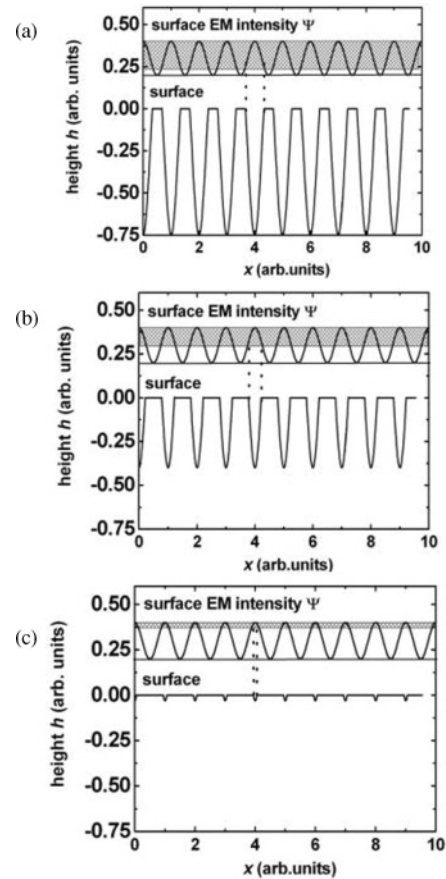 (a)
surface EM intensity Ψ
surface
height h (arb. units)
0.50
0.25
0.00
-0.25
-0.50
-0.75
0 2 4 6 8 10
x (arb.units)
(b)
surface EM intensity Ψ
surface
height h (arb. units)
0.50
0.25
0.00
-0.25
-0.50
-0.75
0 2 4 6 8 10
x (arb.units)
(c)
surface EM intensity Ψ
surface
height h (arb. units)
0.50
0.25
0.00
-0.25
-0.50
-0.75
0 2 4 6 8 10
x (arb.units)